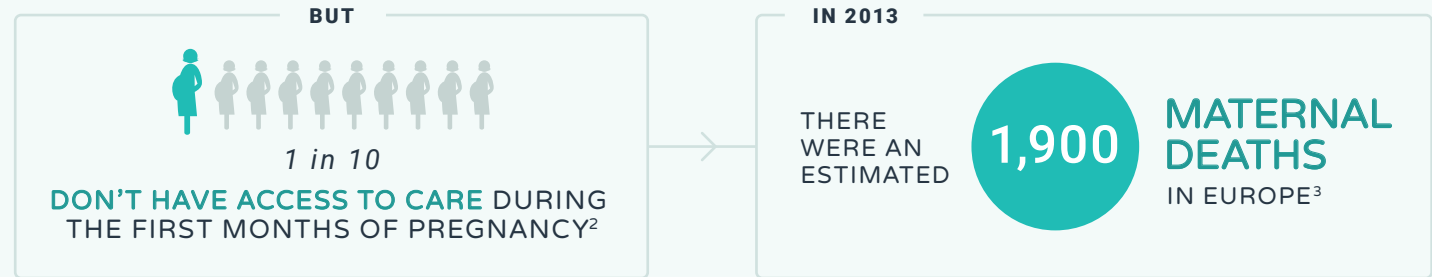 BUT
1 in 10
DON'T HAVE ACCESS TO CARE DURING
THE FIRST MONTHS OF PREGNANCY²
IN 2013
THERE
WERE AN
ESTIMATED
1,900
MATERNAL
DEATHS
IN EUROPE³